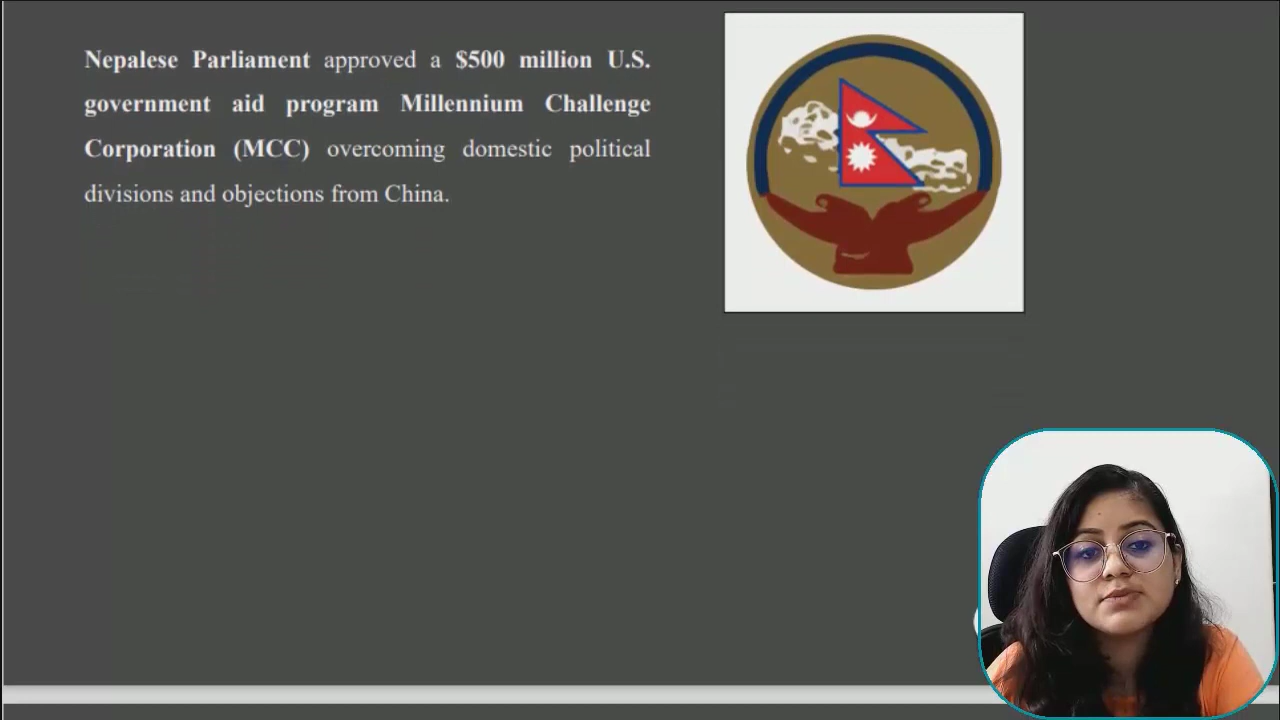 Nepalese Parliament approved a $500 million U.S.
government aid program Millennium Challenge
Corporation (MCC) overcoming domestic political
divisions and objections from China.